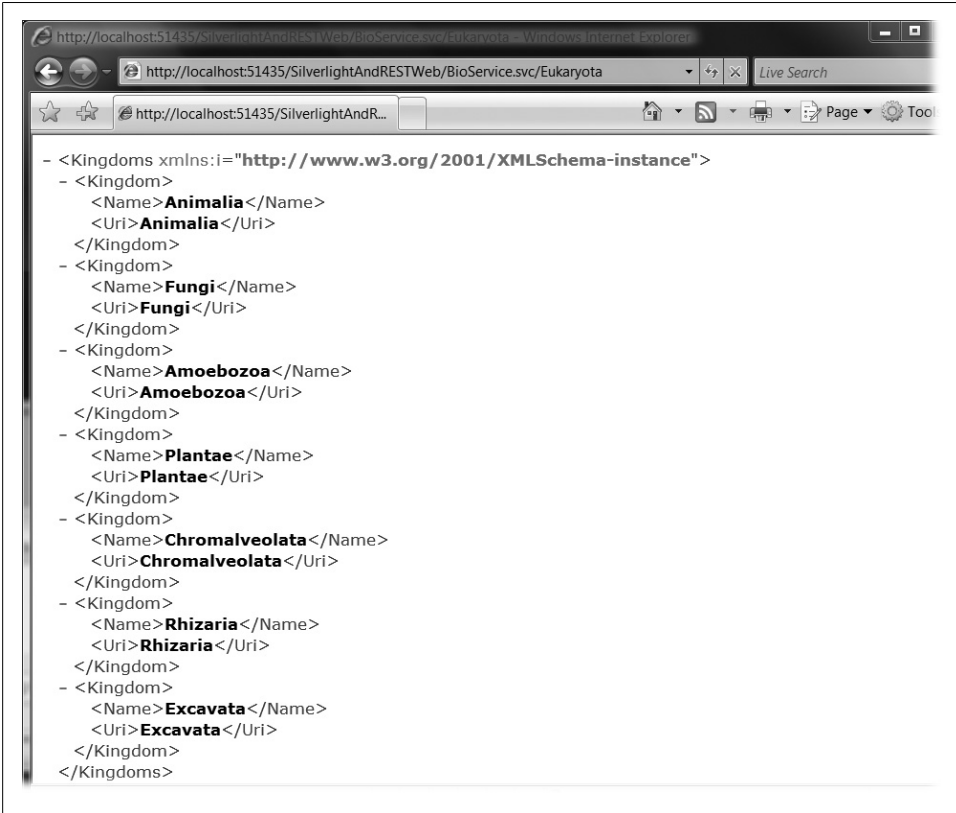 http://localhost:51435/SilverlightAndRESTWeb/BioService.svc/Eukaryota - Windows Internet Explorer
http://localhost:51435/SilverlightAndRESTWeb/BioService.svc/Eukaryota
Live Search
http://localhost:51435/SilverlightAndR...
Page
Tool
- <Kingdoms xmlns:i="http://www.w3.org/2001/XMLSchema-instance">
- <Kingdom>
<Name>Animalia</Name>
<Uri>Animalia</Uri>
</Kingdom>
- <Kingdom>
<Name>Fungi</Name>
<Uri>Fungi</Uri>
</Kingdom>
- <Kingdom>
<Name>Amoebozoa</Name>
<Uri>Amoebozoa</Uri>
</Kingdom>
- <Kingdom>
<Name>Plantae</Name>
<Uri>Plantae</Uri>
</Kingdom>
- <Kingdom>
<Name>Chromalveolata</Name>
<Uri>Chromalveolata</Uri>
</Kingdom>
- <Kingdom>
<Name>Rhizaria</Name>
<Uri>Rhizaria</Uri>
</Kingdom>
- <Kingdom>
<Name>Excavata</Name>
<Uri>Excavata</Uri>
</Kingdom>
</Kingdoms>